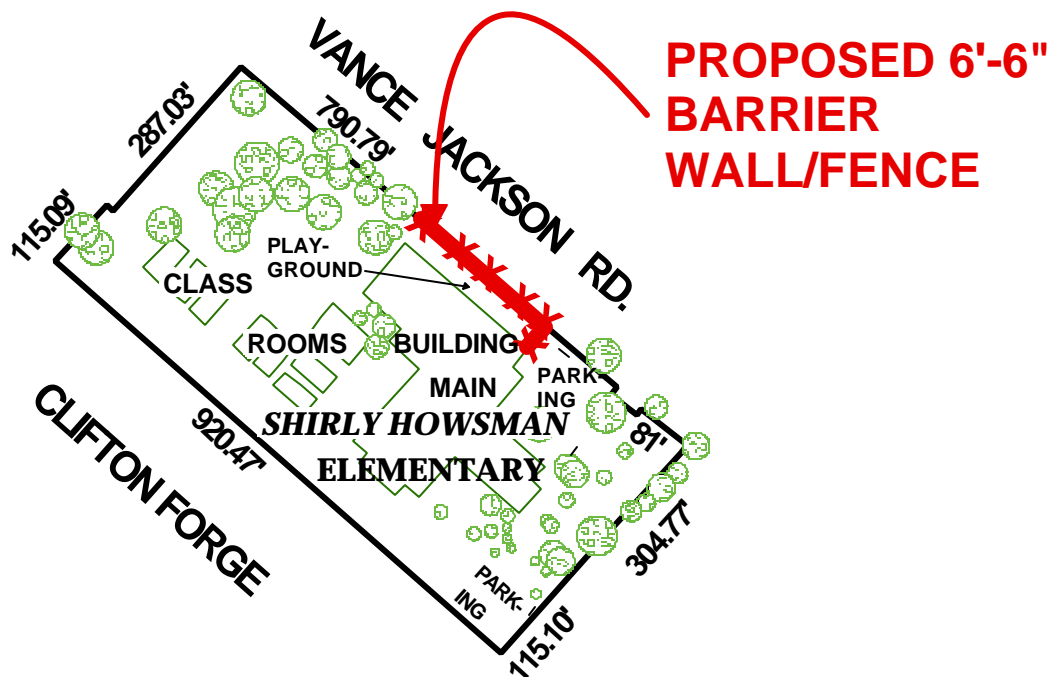 PROPOSED 6'-6"
BARRIER
WALL/FENCE
VANCE JACKSON RD.
287.03'
790.79'
115.09'
PLAY-
GROUND
CLASS
ROOMS
BUILDING
MAIN
PARK-
ING
SHIRLY HOWSMAN
ELEMENTARY
81'
920.47'
CLIFTON FORGE
304.77'
PARK-
ING
115.10'